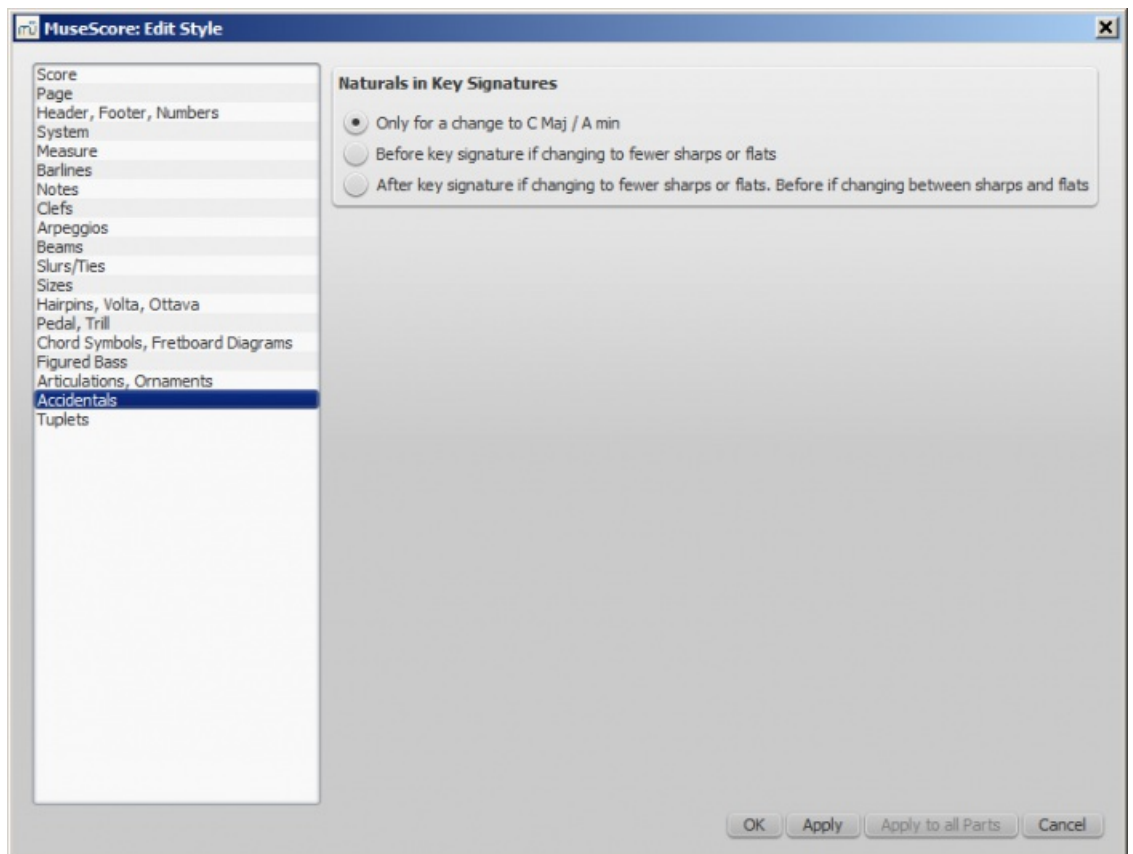 MuseScore: Edit Style
Score
Page
Header, Footer, Numbers
System
Measure
Barlines
Notes
Clefs
Arpeggios
Beams
Slurs/Ties
Sizes
Hairpins, Volta, Ottava
Pedal, Trill
Chord Symbols, Fretboard Diagrams
Figured Bass
Articulations, Ornaments
Accidentals
Tuplets
Naturals in Key Signatures
Only for a change to C Maj / A min
Before key signature if changing to fewer sharps or flats
After key signature if changing to fewer sharps or flats. Before if changing between sharps and flats
OK Apply Apply to all Parts Cancel